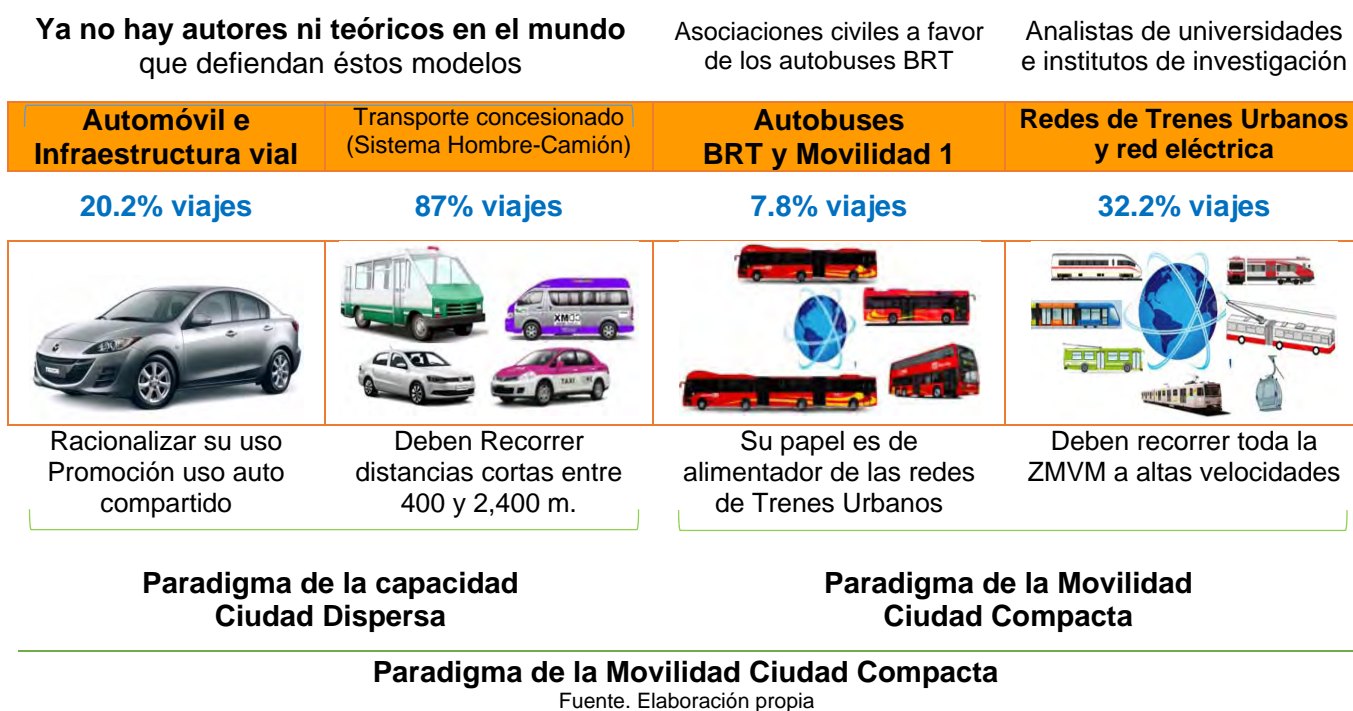 Ya no hay autores ni teóricos en el mundo
que defiendan éstos modelos
Asociaciones civiles a favor
de los autobuses BRT
Analistas de universidades
e institutos de investigación
Automóvil e
Infraestructura vial
Transporte concesionado
(Sistema Hombre-Camión)
Autobuses
BRT y Movilidad 1
Redes de Trenes Urbanos
y red eléctrica
20.2% viajes
87% viajes
7.8% viajes
32.2% viajes
TAXI
Racionalizar su uso
Promoción uso auto
compartido
Deben Recorrer
distancias cortas entre
400 y 2,400 m.
Su papel es de
alimentador de las redes
de Trenes Urbanos
Deben recorrer toda la
ZMVM a altas velocidades
Paradigma de la capacidad
Ciudad Dispersa
Paradigma de la Movilidad
Ciudad Compacta
Paradigma de la Movilidad Ciudad Compacta
Fuente. Elaboración propia